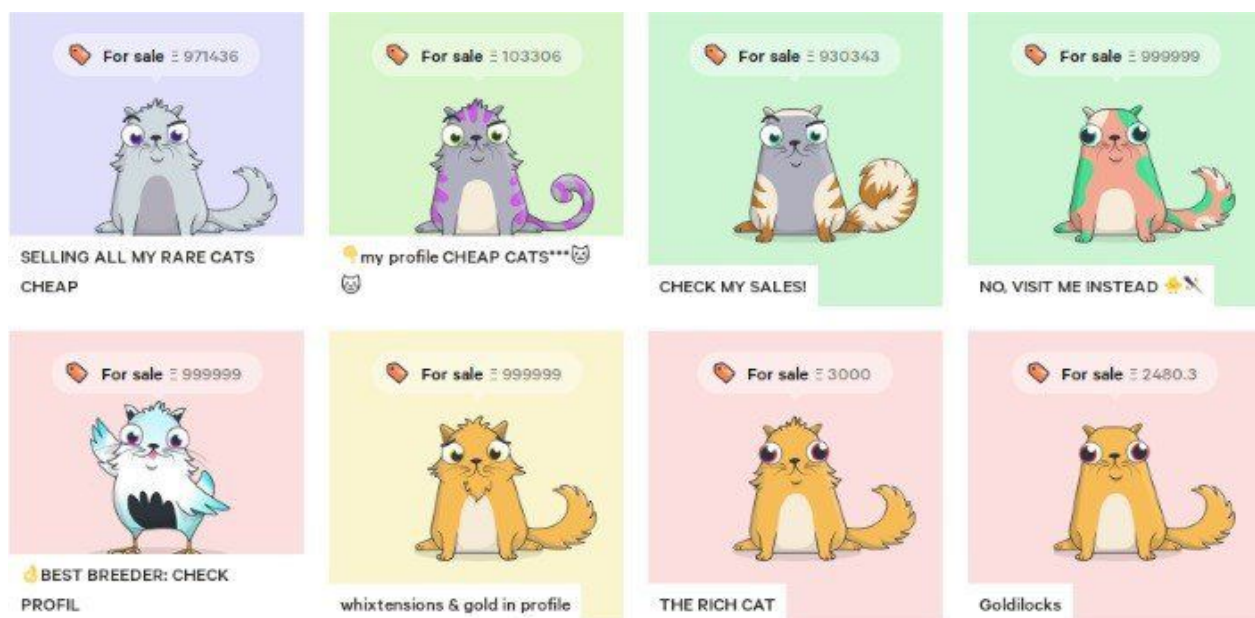 For sale Ξ 971436
For sale Ξ 103306
For sale Ξ 930343
For sale Ξ 999999
SELLING ALL MY RARE CATS
CHEAP
👇my profile CHEAP CATS***🐱
🐱
CHECK MY SALES!
NO, VISIT ME INSTEAD
For sale Ξ 999999
For sale Ξ 999999
For sale Ξ 3000
For sale Ξ 2480.3
👌BEST BREEDER: CHECK
PROFIL
whixtensions & gold in profile
THE RICH CAT
Goldilocks